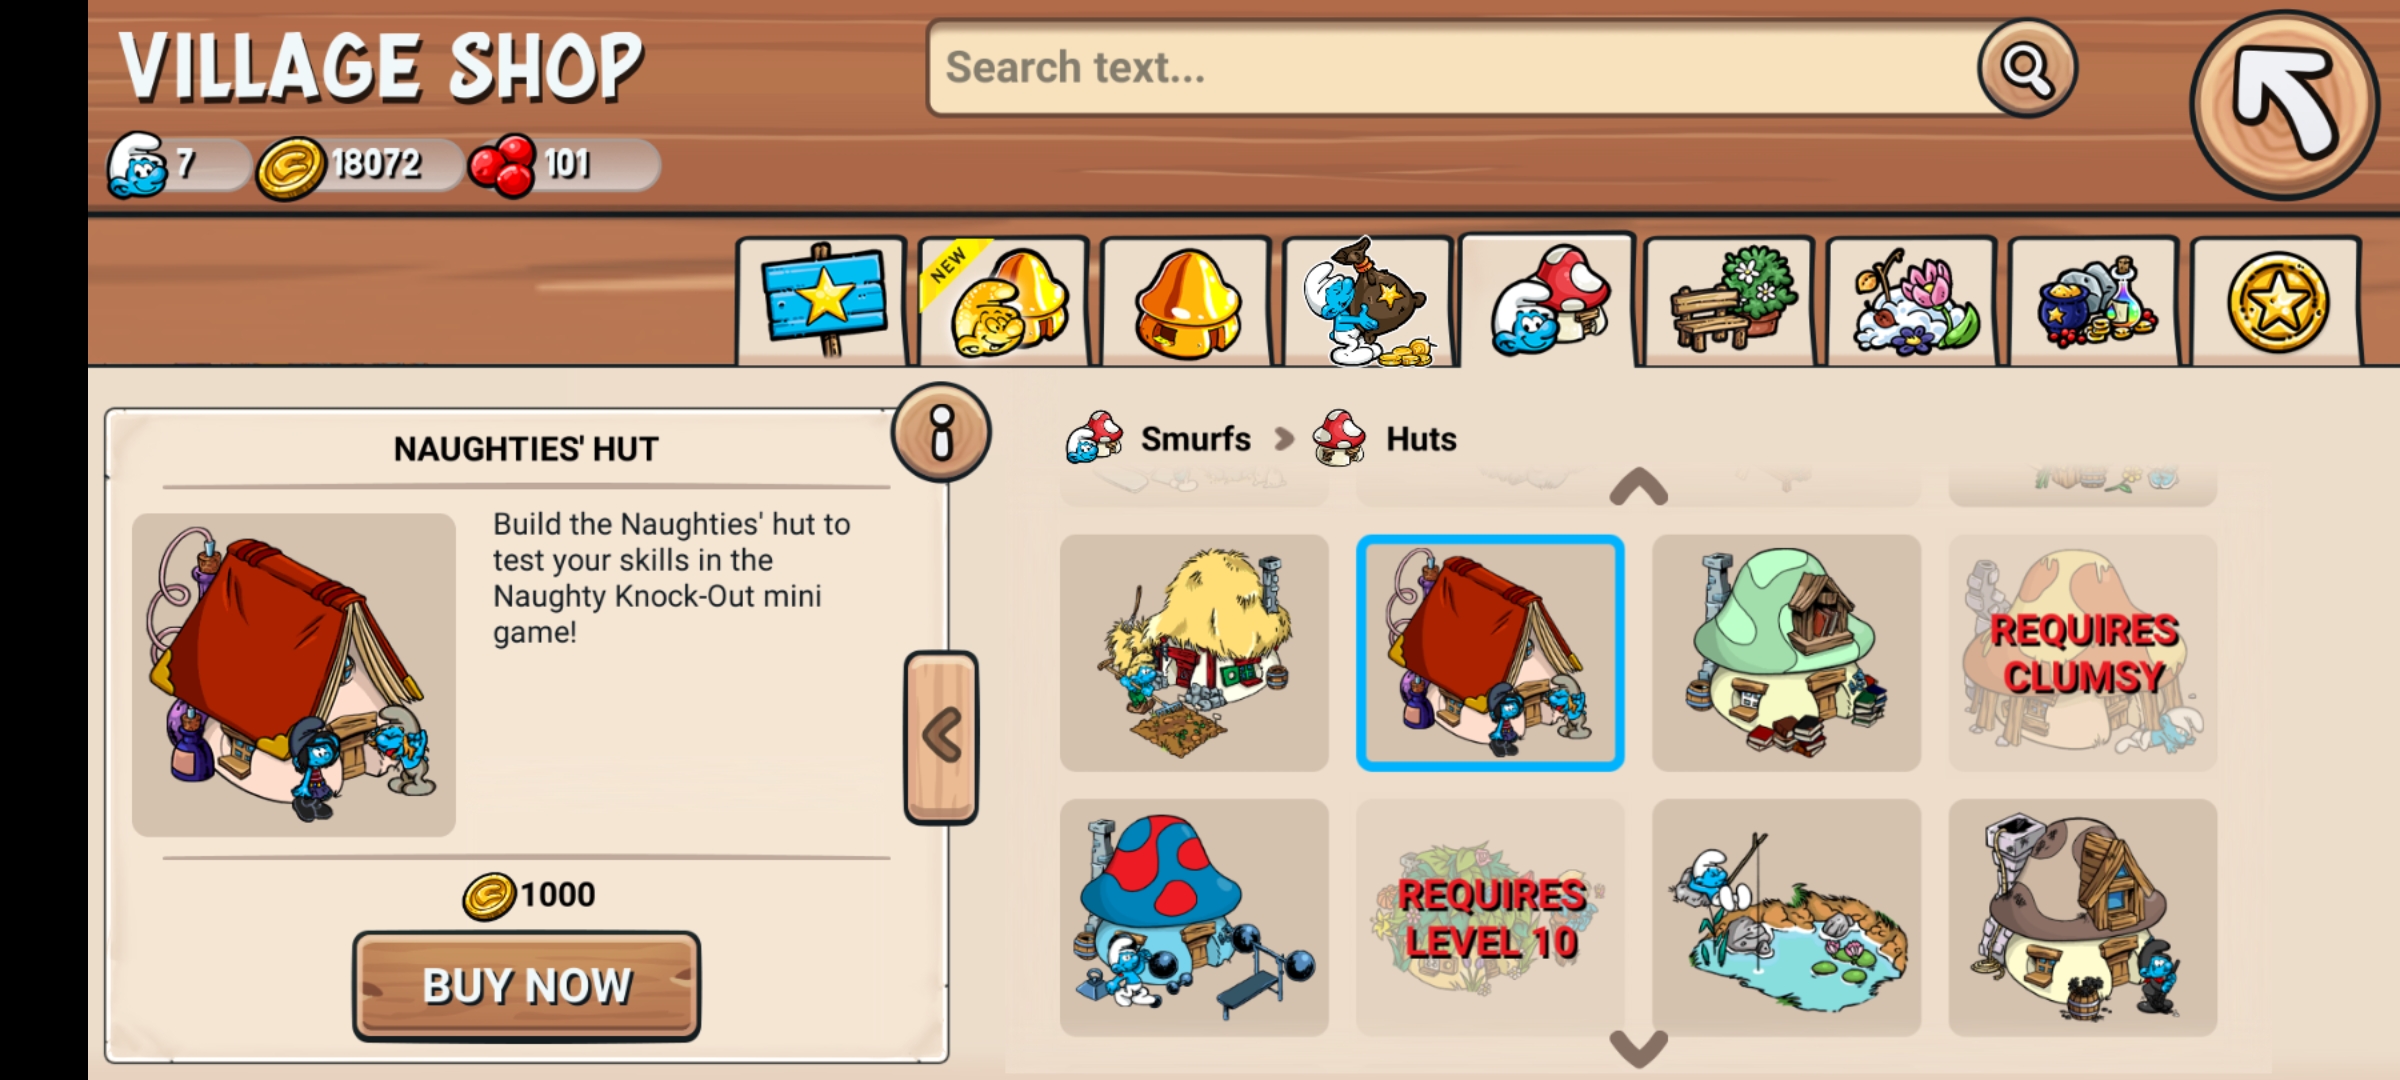 VILLAGE SHOP
Search text...
7
18072
101
NEW
Smurfs
Huts
NAUGHTIES' HUT
Build the Naughties' hut to
test your skills in the
Naughty Knock-Out mini
game!
1000
BUY NOW
REQUIRES
CLUMSY
REQUIRES
LEVEL 10